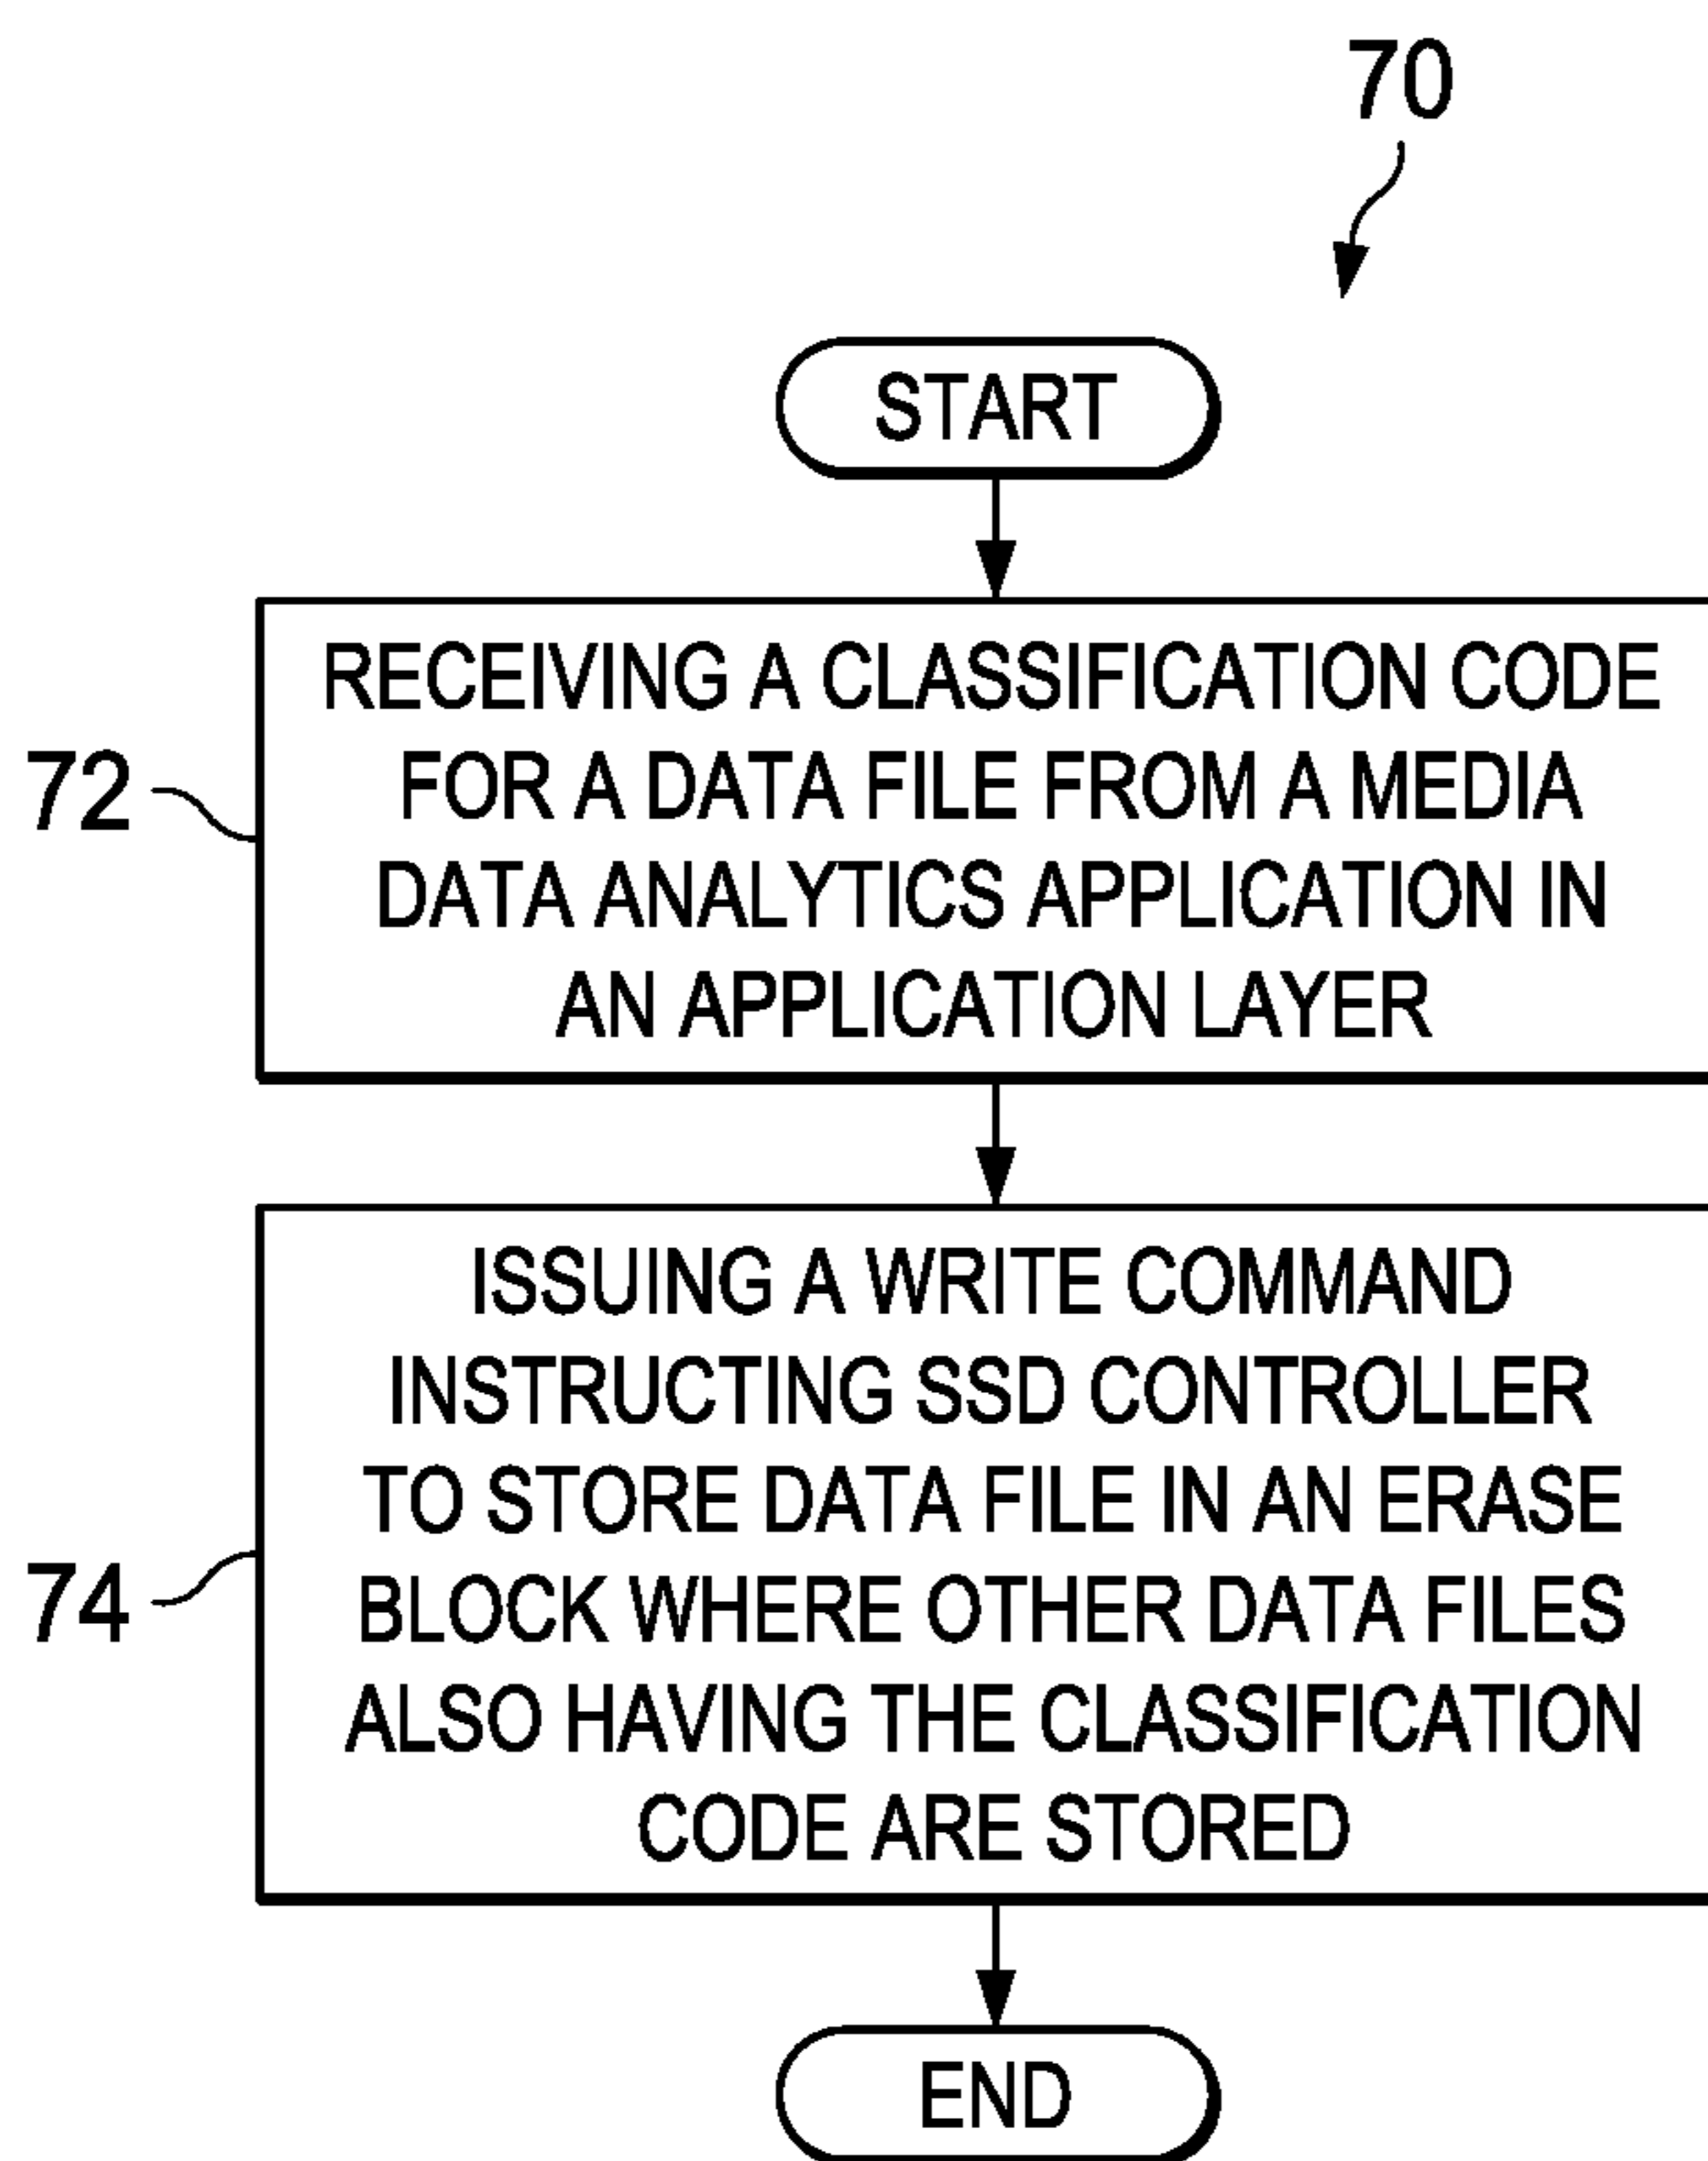 70
START
72
RECEIVING A CLASSIFICATION CODE
FOR A DATA FILE FROM A MEDIA
DATA ANALYTICS APPLICATION IN
AN APPLICATION LAYER
74
ISSUING A WRITE COMMAND
INSTRUCTING SSD CONTROLLER
TO STORE DATA FILE IN AN ERASE
BLOCK WHERE OTHER DATA FILES
ALSO HAVING THE CLASSIFICATION
CODE ARE STORED
END